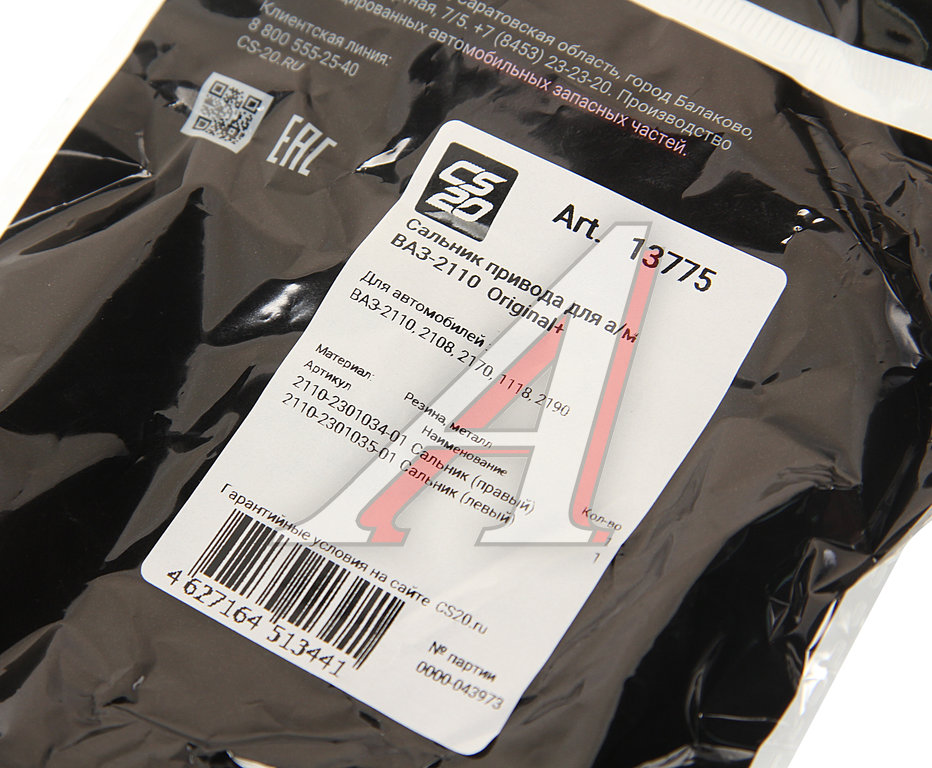 Саратовская область, город Балаково,
7/5, +7 (8453) 23-23-20. Производство
автомобильных запасных частей.
Клиентская линия:
8 800 555-25-40
CS-20.RU
EAC
CS
20
Art. 13775
Сальник привода для а/м
ВАЗ-2110 Original+
Для автомобилей :
ВАЗ-2110, 2108, 2170, 1118, 2190
Материал: Резина, металл
Артикул Наименование Кол-во
2110-2301034-01 Сальник (правый) 1
2110-2301035-01 Сальник (левый) 1
Гарантийные условия на сайте CS20.ru
4 627164 513441
№ партии
0000-043973